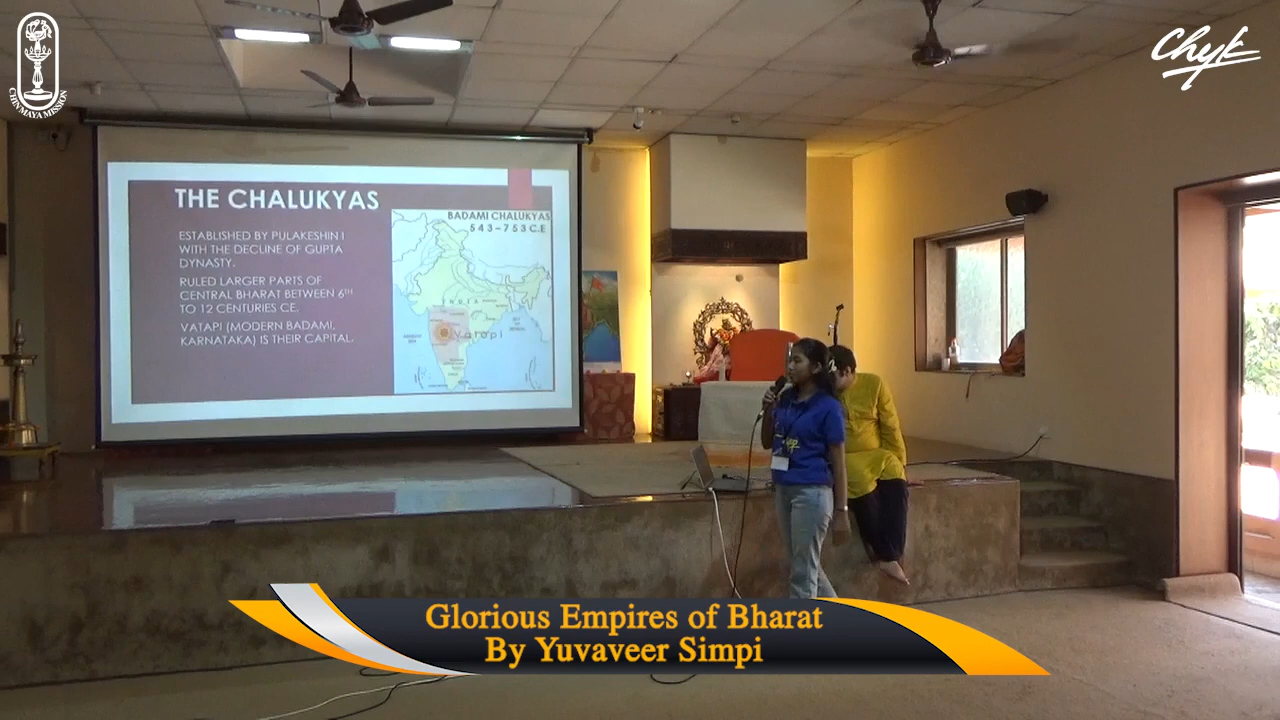 CHINMAYA MISSION
Chyk
THE CHALUKYAS
ESTABLISHED BY PULAKESHIN I
WITH THE DECLINE OF GUPTA
DYNASTY.
RULED LARGER PARTS OF
CENTRAL BHARAT BETWEEN 6TH
TO 12 CENTURIES CE.
VATAPI (MODERN BADAMI,
KARNATAKA) IS THEIR CAPITAL.
BADAMI CHALUKYAS
543–753 C.E
INDIA
Vatapi
Glorious Empires of Bharat
By Yuvaveer Simpi